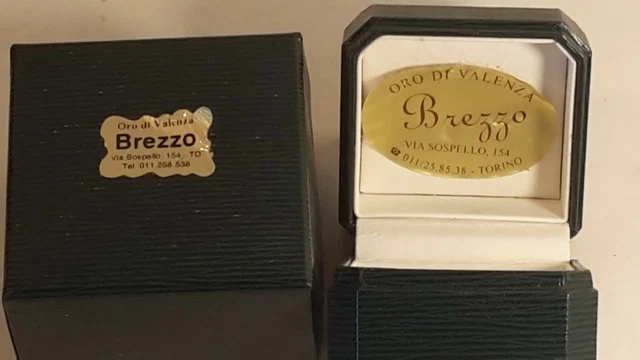 Oro di Valenza
Brezzo
Via Sospello, 154, TO
Tel. 011.258.538
ORO DI VALENZA
Brezzo
VIA SOSPELLO, 154
☎ 011/25.85.38 - TORINO